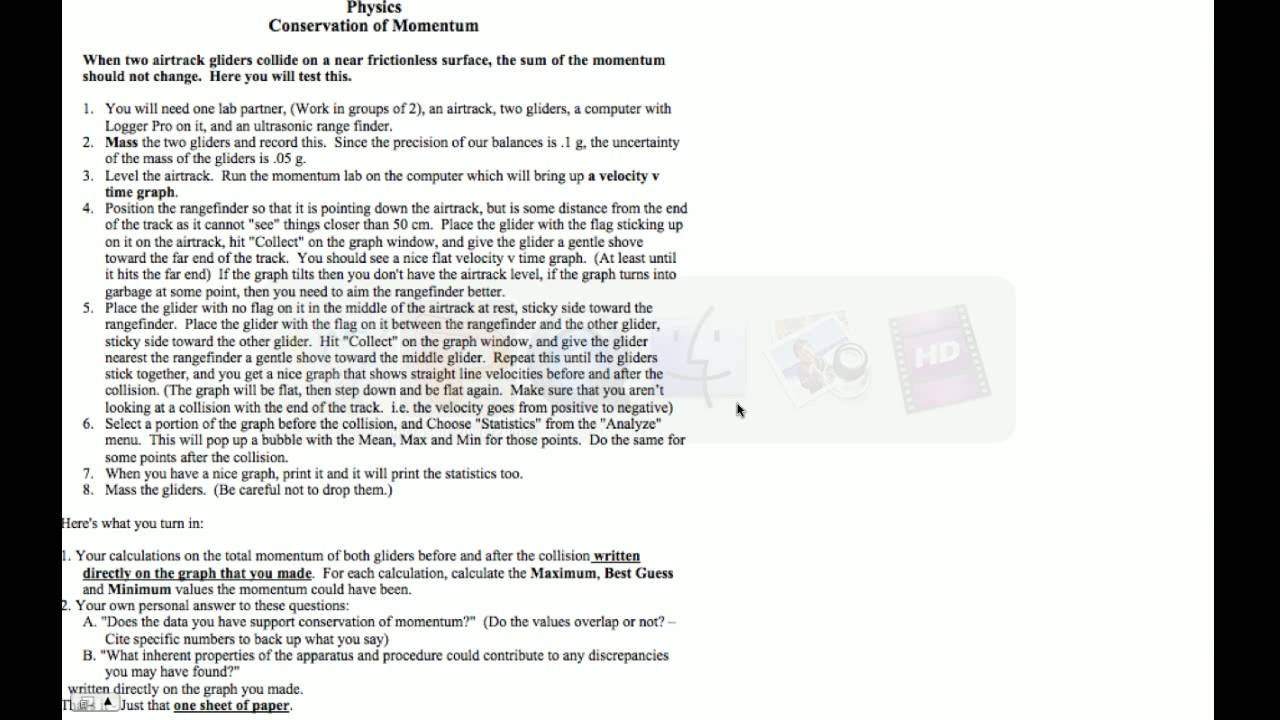 Physics
Conservation of Momentum
When two airtrack gliders collide on a near frictionless surface, the sum of the momentum
should not change. Here you will test this.
1. You will need one lab partner, (Work in groups of 2), an airtrack, two gliders, a computer with
Logger Pro on it, and an ultrasonic range finder.
2. Mass the two gliders and record this. Since the precision of our balances is .1 g, the uncertainty
of the mass of the gliders is .05 g.
3. Level the airtrack. Run the momentum lab on the computer which will bring up a velocity v
time graph.
4. Position the rangefinder so that it is pointing down the airtrack, but is some distance from the end
of the track as it cannot "see" things closer than 50 cm. Place the glider with the flag sticking up
on it on the airtrack, hit "Collect" on the graph window, and give the glider a gentle shove
toward the far end of the track. You should see a nice flat velocity v time graph. (At least until
it hits the far end) If the graph tilts then you don't have the airtrack level, if the graph turns into
garbage at some point, then you need to aim the rangefinder better.
5. Place the glider with no flag on it in the middle of the airtrack at rest, sticky side toward the
rangefinder. Place the glider with the flag on it between the rangefinder and the other glider,
sticky side toward the other glider. Hit "Collect" on the graph window, and give the glider
nearest the rangefinder a gentle shove toward the middle glider. Repeat this until the gliders
stick together, and you get a nice graph that shows straight line velocities before and after the
collision. (The graph will be flat, then step down and be flat again. Make sure that you aren't
looking at a collision with the end of the track. i.e. the velocity goes from positive to negative)
6. Select a portion of the graph before the collision, and Choose "Statistics" from the "Analyze"
menu. This will pop up a bubble with the Mean, Max and Min for those points. Do the same for
some points after the collision.
7. When you have a nice graph, print it and it will print the statistics too.
8. Mass the gliders. (Be careful not to drop them.)
Here's what you turn in:
1. Your calculations on the total momentum of both gliders before and after the collision written
directly on the graph that you made. For each calculation, calculate the Maximum, Best Guess
and Minimum values the momentum could have been.
2. Your own personal answer to these questions:
A. "Does the data you have support conservation of momentum?" (Do the values overlap or not? –
Cite specific numbers to back up what you say)
B. "What inherent properties of the apparatus and procedure could contribute to any discrepancies
you may have found?"
written directly on the graph you made.
Just that one sheet of paper.
HD